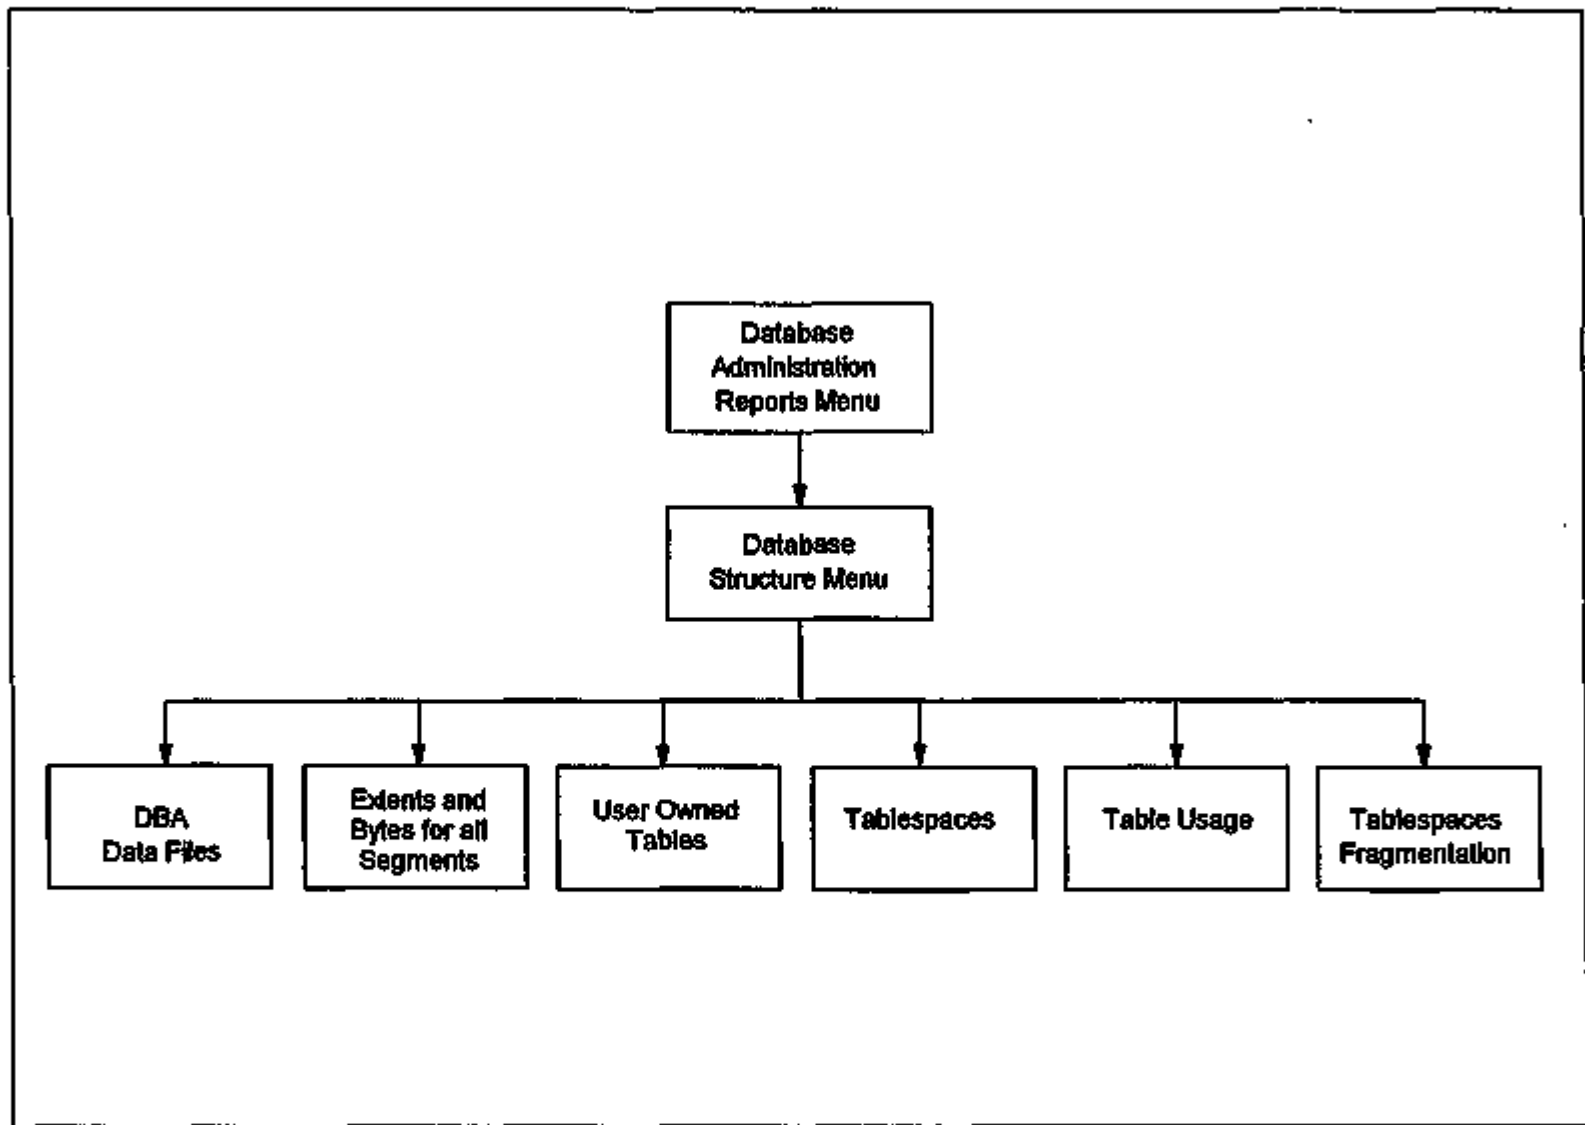 Database
Administration
Reports Menu
Database
Structure Menu
DBA
Data Files
Extents and
Bytes for all
Segments
User Owned
Tables
Tablespaces
Table Usage
Tablespaces
Fragmentation